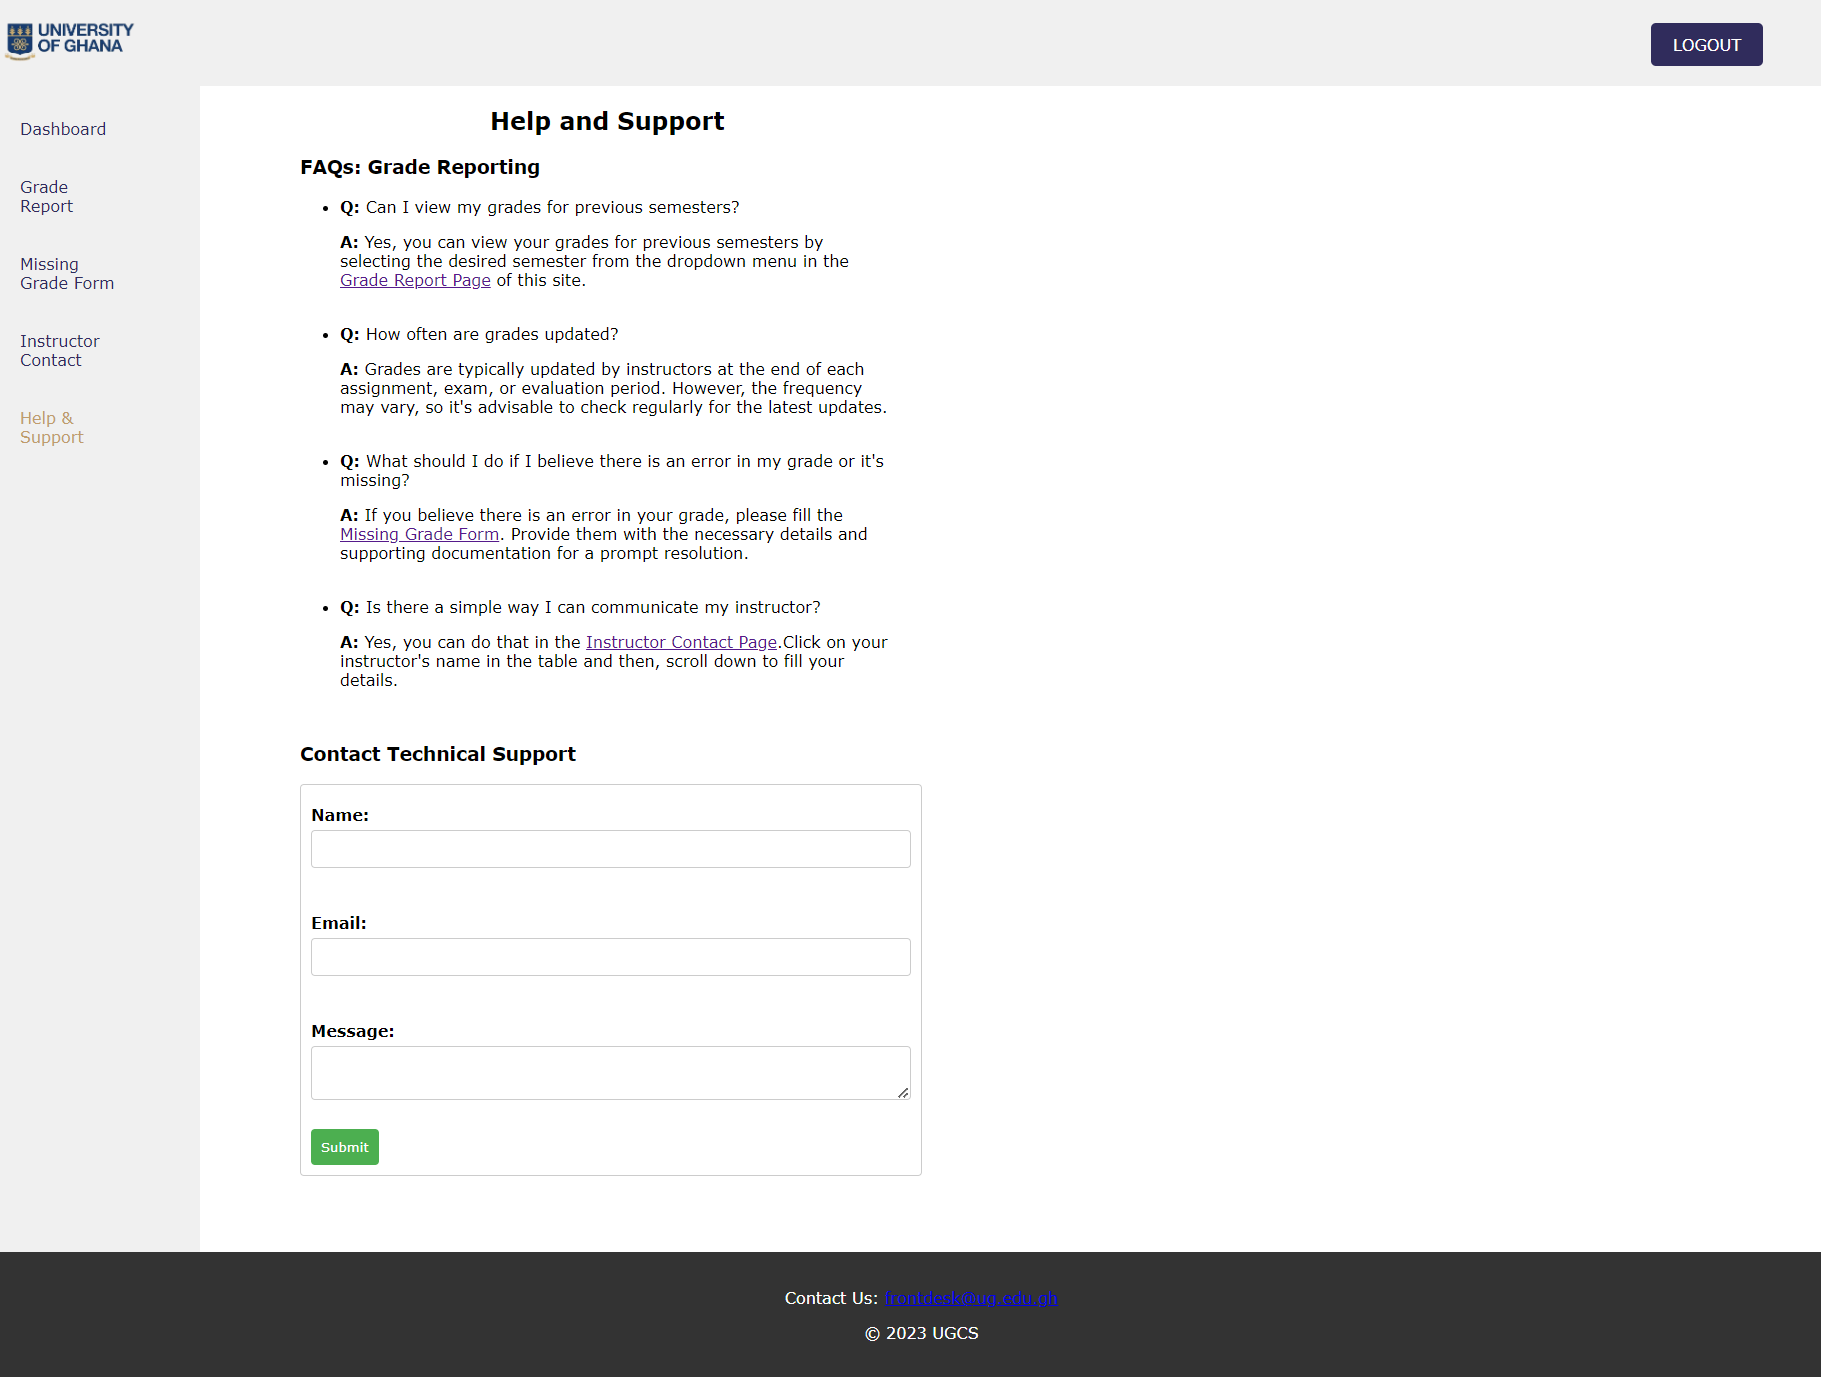 UNIVERSITY
OF GHANA
LOGOUT
Dashboard
Grade
Report
Missing
Grade Form
Instructor
Contact
Help &
Support
Help and Support
FAQs: Grade Reporting
• Q: Can I view my grades for previous semesters?
A: Yes, you can view your grades for previous semesters by
selecting the desired semester from the dropdown menu in the
Grade Report Page of this site.
• Q: How often are grades updated?
A: Grades are typically updated by instructors at the end of each
assignment, exam, or evaluation period. However, the frequency
may vary, so it's advisable to check regularly for the latest updates.
• Q: What should I do if I believe there is an error in my grade or it's
missing?
A: If you believe there is an error in your grade, please fill the
Missing Grade Form. Provide them with the necessary details and
supporting documentation for a prompt resolution.
• Q: Is there a simple way I can communicate my instructor?
A: Yes, you can do that in the Instructor Contact Page.Click on your
instructor's name in the table and then, scroll down to fill your
details.
Contact Technical Support
Name:
Email:
Message:
Submit
Contact Us: frontdesk@ug.edu.gh
© 2023 UGCS